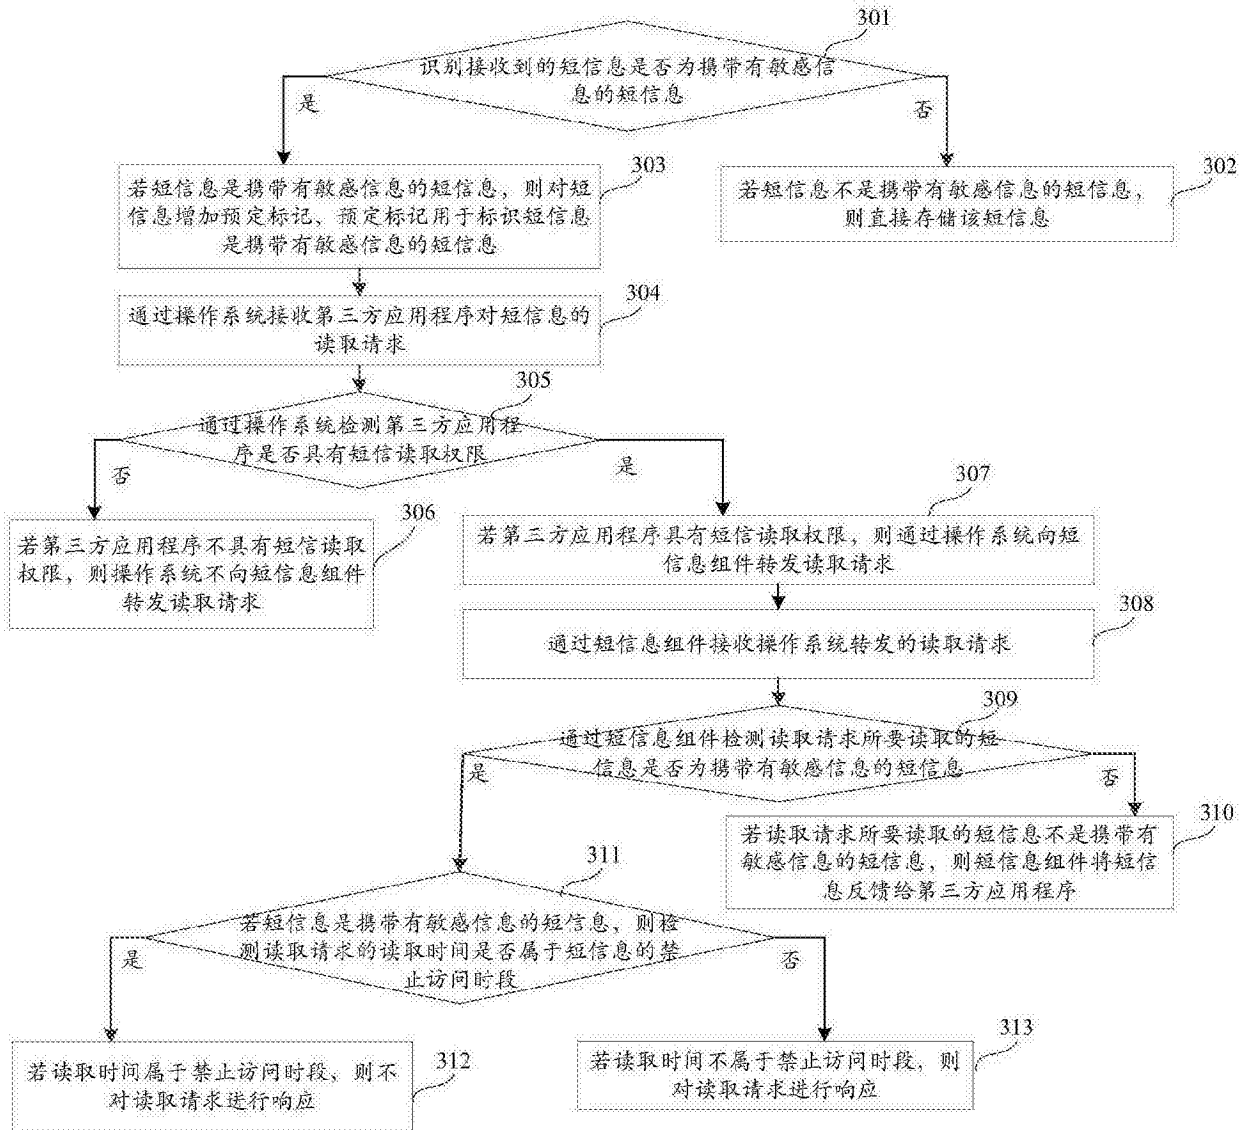 301
识别接收到的短信息是否为携带有敏感信
息的短信息
是
否
303
若短信息是携带有敏感信息的短信息，则对短
信息增加预定标记、预定标记用于标识短信息
是携带有敏感信息的短信息
302
若短信息不是携带有敏感信息的短信息，
则直接存储该短信息
304
通过操作系统接收第三方应用程序对短信息的
读取请求
305
通过操作系统检测第三方应用程
序是否具有短信读取权限
否
是
306
若第三方应用程序不具有短信读取
权限，则操作系统不向短信息组件
转发读取请求
307
若第三方应用程序具有短信读取权限，则通过操作系统向短
信息组件转发读取请求
308
通过短信息组件接收操作系统转发的读取请求
309
通过短信息组件检测读取请求所要读取的短
信息是否为携带有敏感信息的短信息
是
否
310
若读取请求所要读取的短信息不是携带有
敏感信息的短信息，则短信息组件将短信
息反馈给第三方应用程序
311
若短信息是携带有敏感信息的短信息，则检
测读取请求的读取时间是否属于短信息的禁
止访问时段
是
否
312
若读取时间属于禁止访问时段、则不
对读取请求进行响应
313
若读取时间不属于禁止访问时段，则
对读取请求进行响应